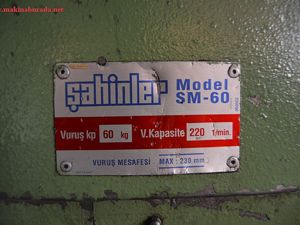 www.makinaburada.net
şahinler Model
SM-60
Vuruş kp 60 kg V.Kapasite 220 1/min.
VURUŞ MESAFESİ MAX: 230 mm